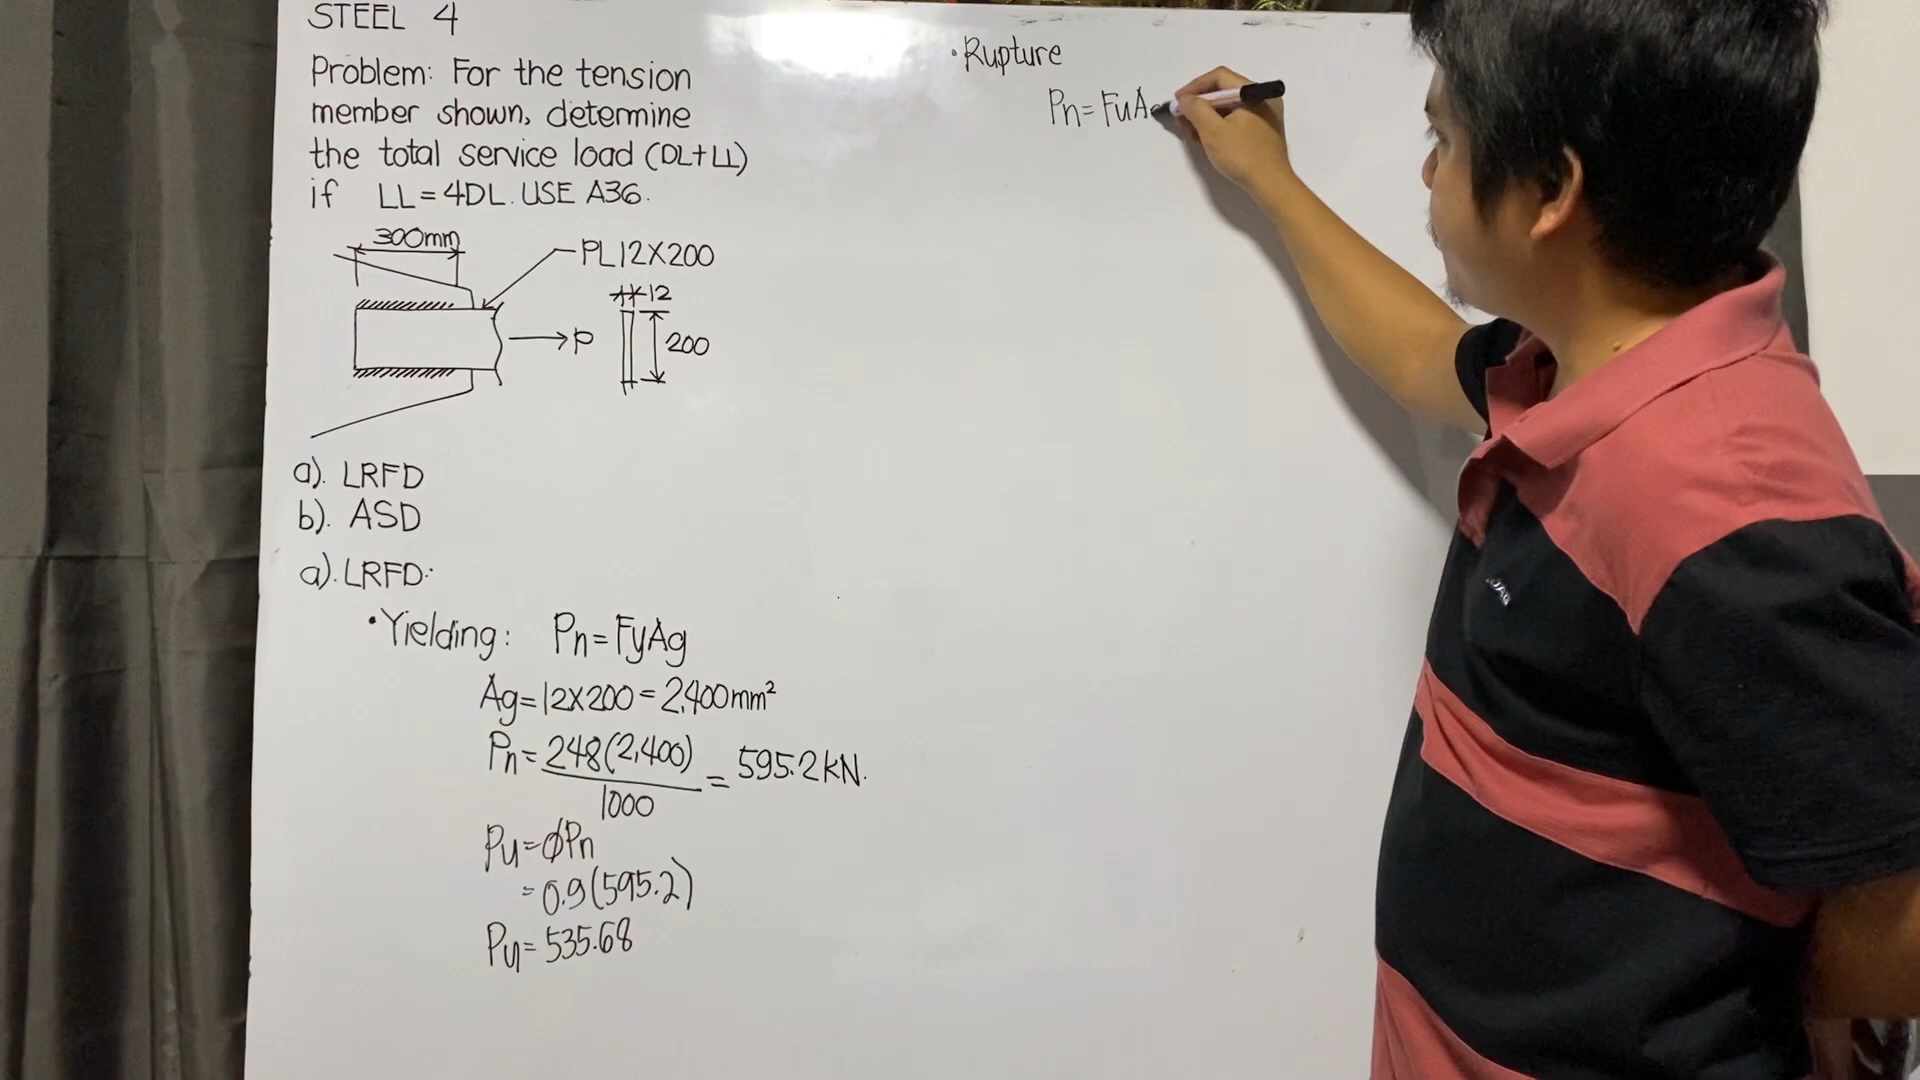 STEEL 4
Problem: For the tension
member shown, determine
the total service load (DL+LL)
if LL=4DL. USE A36.
300mm
PL12X200
12
P
200
a). LRFD
b). ASD
a). LRFD:
•Yielding: Pn=FyAg
Ag=12X200=2,400mm²
Pn=248(2,400)/1000=595.2kN.
Pu=ϕPn
=0.9(595.2)
Pu=535.68
•Rupture
Pn=FuA